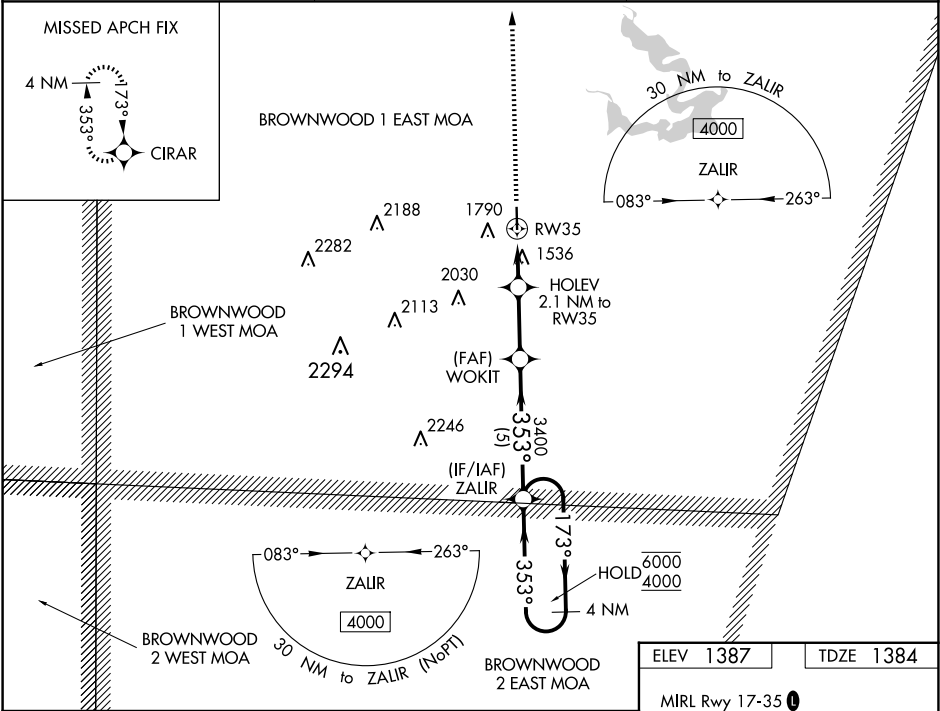 MISSED APCH FIX
4 NM
173°
353°
CIRAR
BROWNWOOD 1 EAST MOA
30 NM to ZALIR
4000
ZALIR
083°
263°
2188
1790
RW35
2282
1536
2030
HOLEV
2.1 NM to
RW35
2113
BROWNWOOD
1 WEST MOA
2294
(FAF)
WOKIT
2246
3400
353°
(5)
(IF/IAF)
ZALIR
173°
353°
HOLD
6000
4000
4 NM
083°
263°
ZALIR
4000
30 NM to ZALIR (NoPT)
BROWNWOOD
2 WEST MOA
BROWNWOOD
2 EAST MOA
ELEV 1387
TDZE 1384
MIRL Rwy 17-35 L